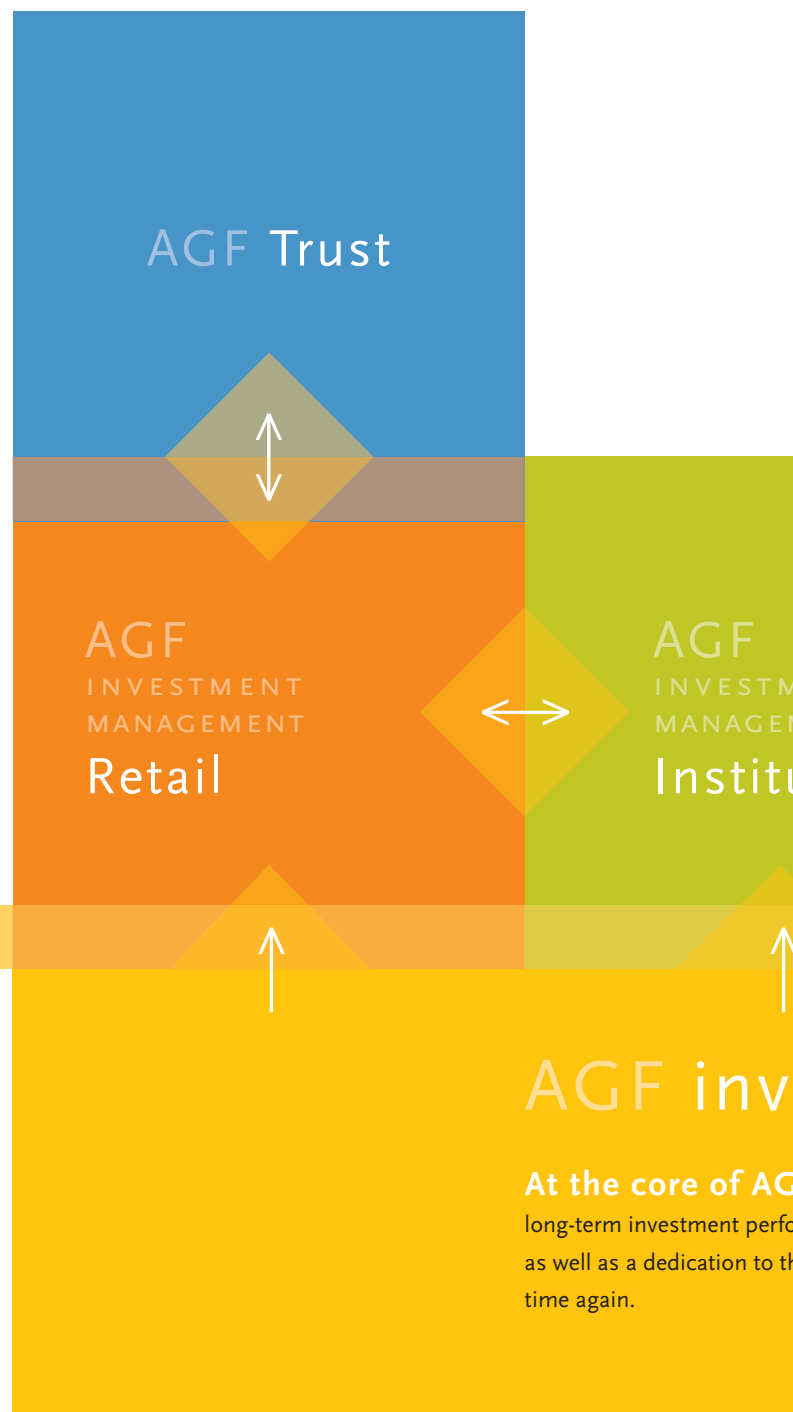 AGF Trust
AGF
INVESTMENT
MANAGEMENT
Retail
AGF
AGF
At the core of
long-term investment
as well as a dedication to
time again.